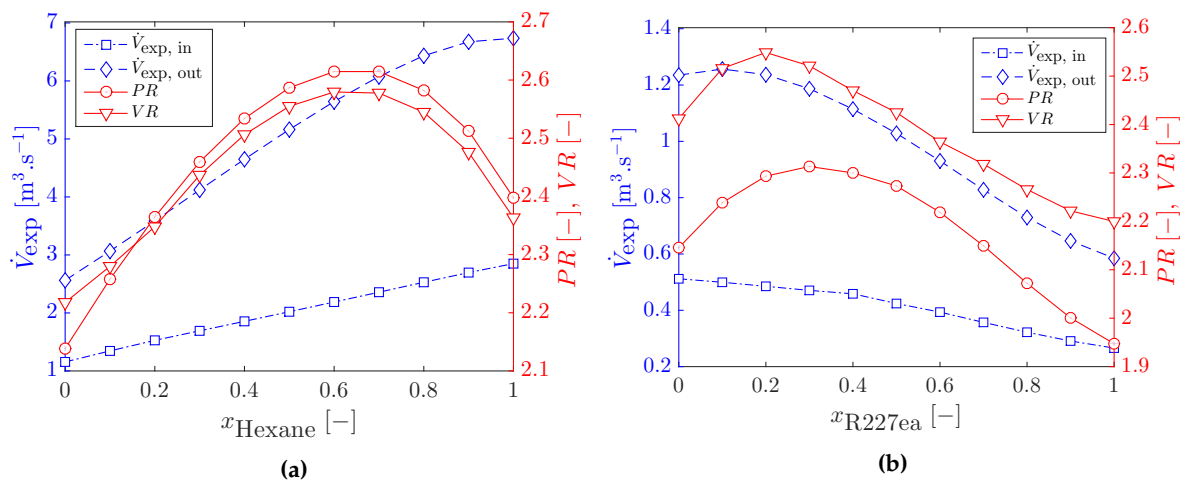 7
6
5
4
3
2
1
V̇exp [m³.s⁻¹]
2.7
2.6
2.5
2.4
2.3
2.2
2.1
PR [−], VR [−]
V̇exp, in
V̇exp, out
PR
VR
0 0.2 0.4 0.6 0.8 1
xHexane [−]
(a)
1.4
1.2
1
0.8
0.6
0.4
0.2
V̇exp [m³.s⁻¹]
2.6
2.5
2.4
2.3
2.2
2.1
2
1.9
PR [−], VR [−]
V̇exp, in
V̇exp, out
PR
VR
0 0.2 0.4 0.6 0.8 1
xR227ea [−]
(b)